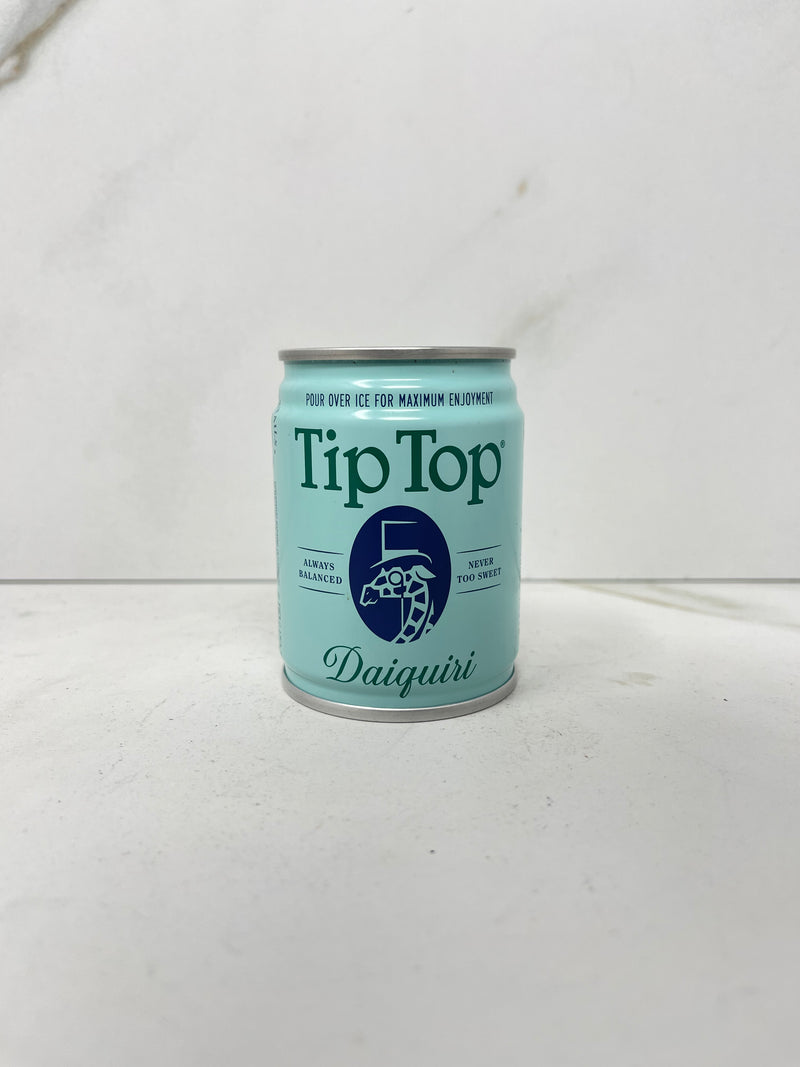 POUR OVER ICE FOR MAXIMUM ENJOYMENT
Tip Top®
ALWAYS
BALANCED
NEVER
TOO SWEET
Daiquiri